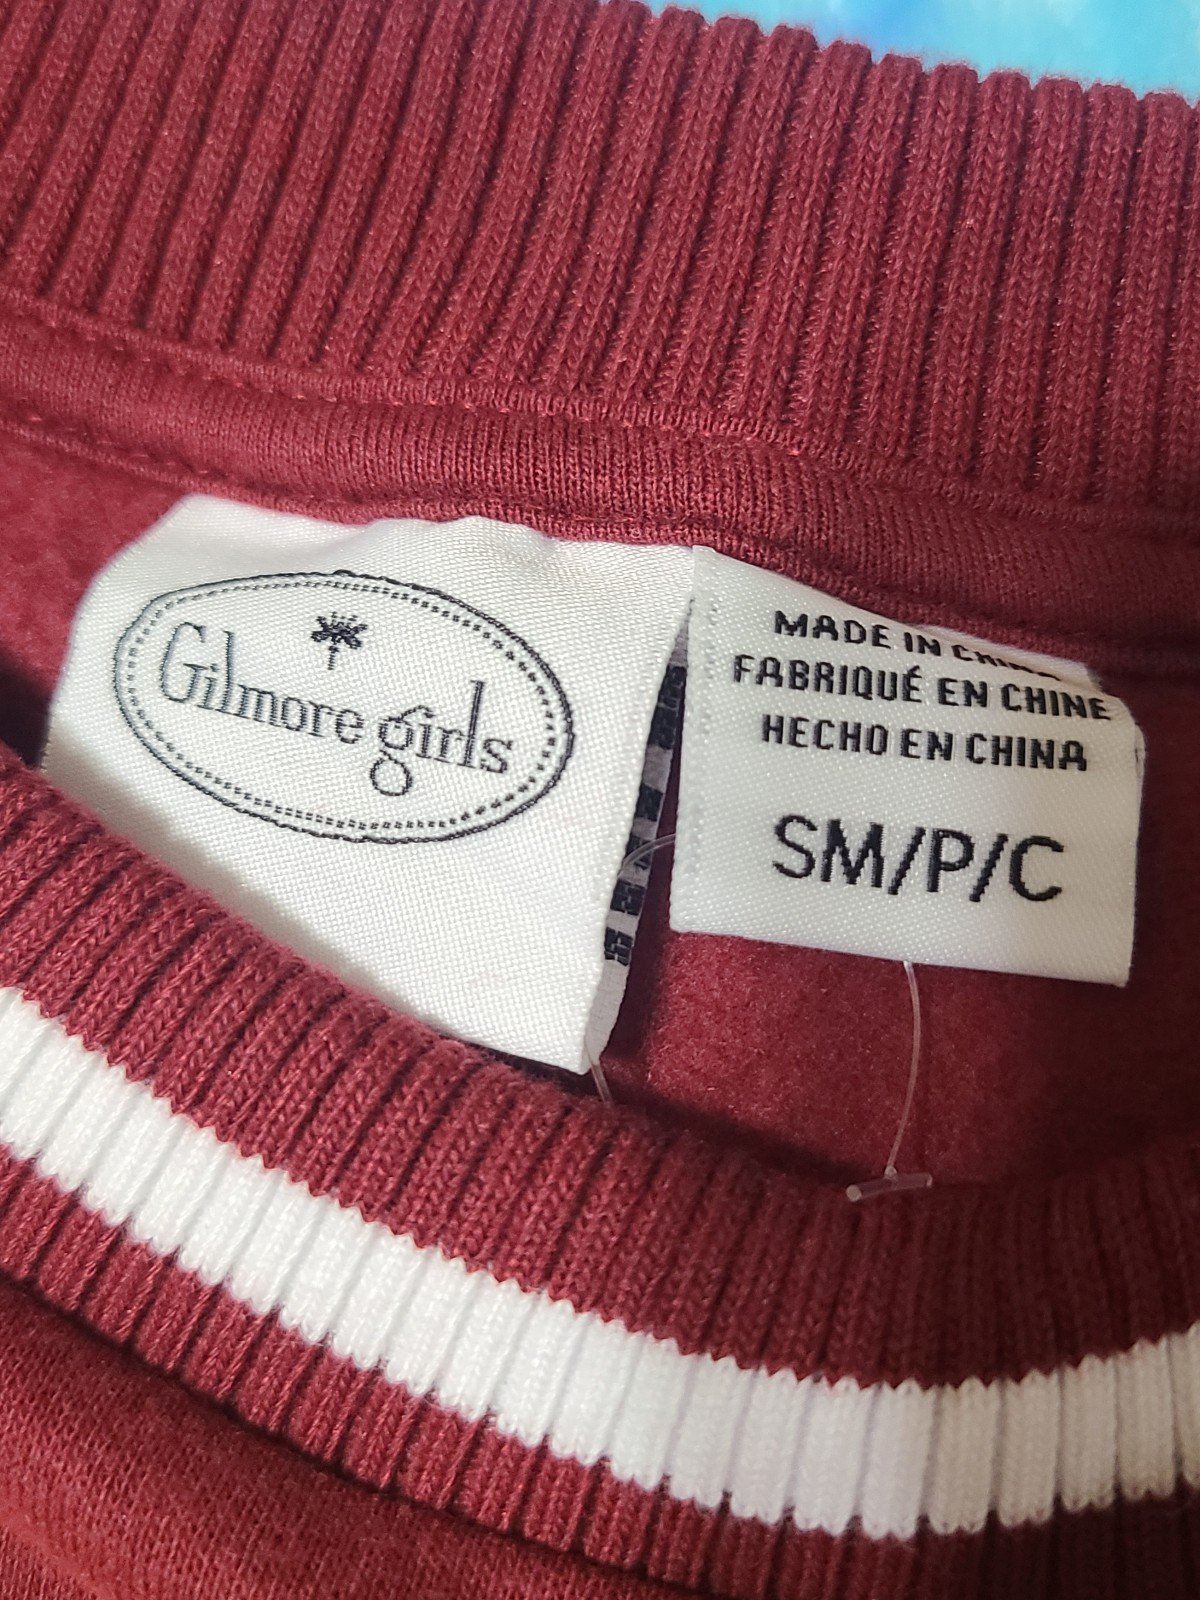 Gilmore girls
MADE IN CHINA
FABRIQUÉ EN CHINE
HECHO EN CHINA
SM/P/C